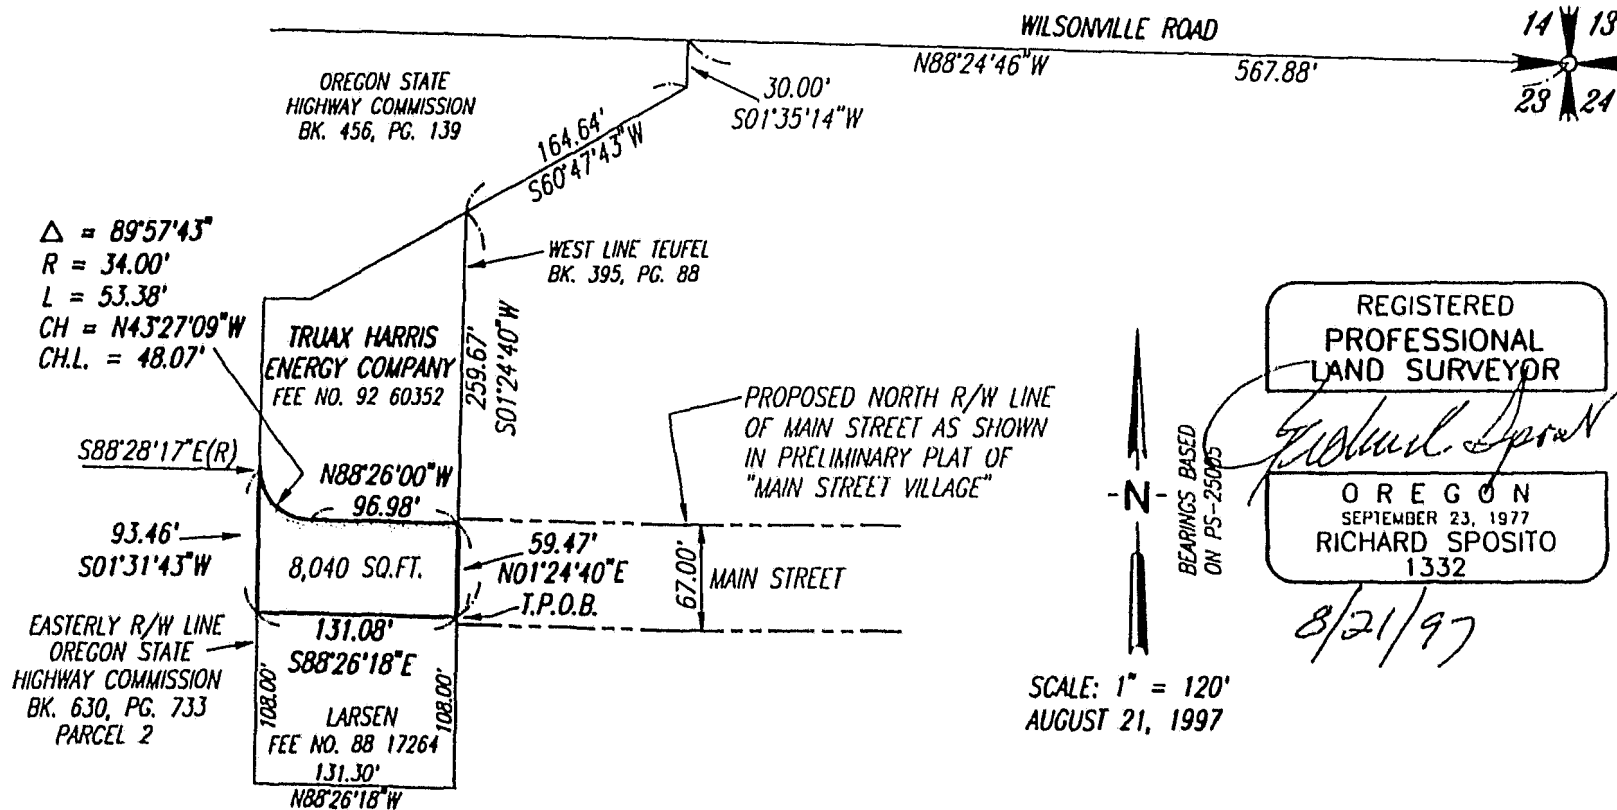 WILSONVILLE ROAD
14 13
23 24
N88°24'46"W
567.88'
OREGON STATE
HIGHWAY COMMISSION
BK. 456, PG. 139
30.00'
S01°35'14"W
164.64'
S60°47'43"W
Δ = 89°57'43"
R = 34.00'
L = 53.38'
CH = N43°27'09"W
CH.L. = 48.07'
WEST LINE TEUFEL
BK. 395, PG. 88
TRUAX HARRIS
ENERGY COMPANY
FEE NO. 92 60352
259.67'
S01°24'40"W
PROPOSED NORTH R/W LINE
OF MAIN STREET AS SHOWN
IN PRELIMINARY PLAT OF
"MAIN STREET VILLAGE"
S88°28'17"E(R)
N88°26'00"W
96.98'
93.46'
S01°31'43"W
8,040 SQ.FT.
59.47'
N01°24'40"E
T.P.O.B.
67.00'
MAIN STREET
131.08'
S88°26'18"E
EASTERLY R/W LINE
OREGON STATE
HIGHWAY COMMISSION
BK. 630, PG. 733
PARCEL 2
108.00'
108.00'
LARSEN
FEE NO. 88 17264
131.30'
N88°26'18"W
-N-
BEARINGS BASED
ON PS-25005
SCALE: 1" = 120'
AUGUST 21, 1997
REGISTERED
PROFESSIONAL
LAND SURVEYOR
OREGON
SEPTEMBER 23, 1977
RICHARD SPOSITO
1332
8/21/97